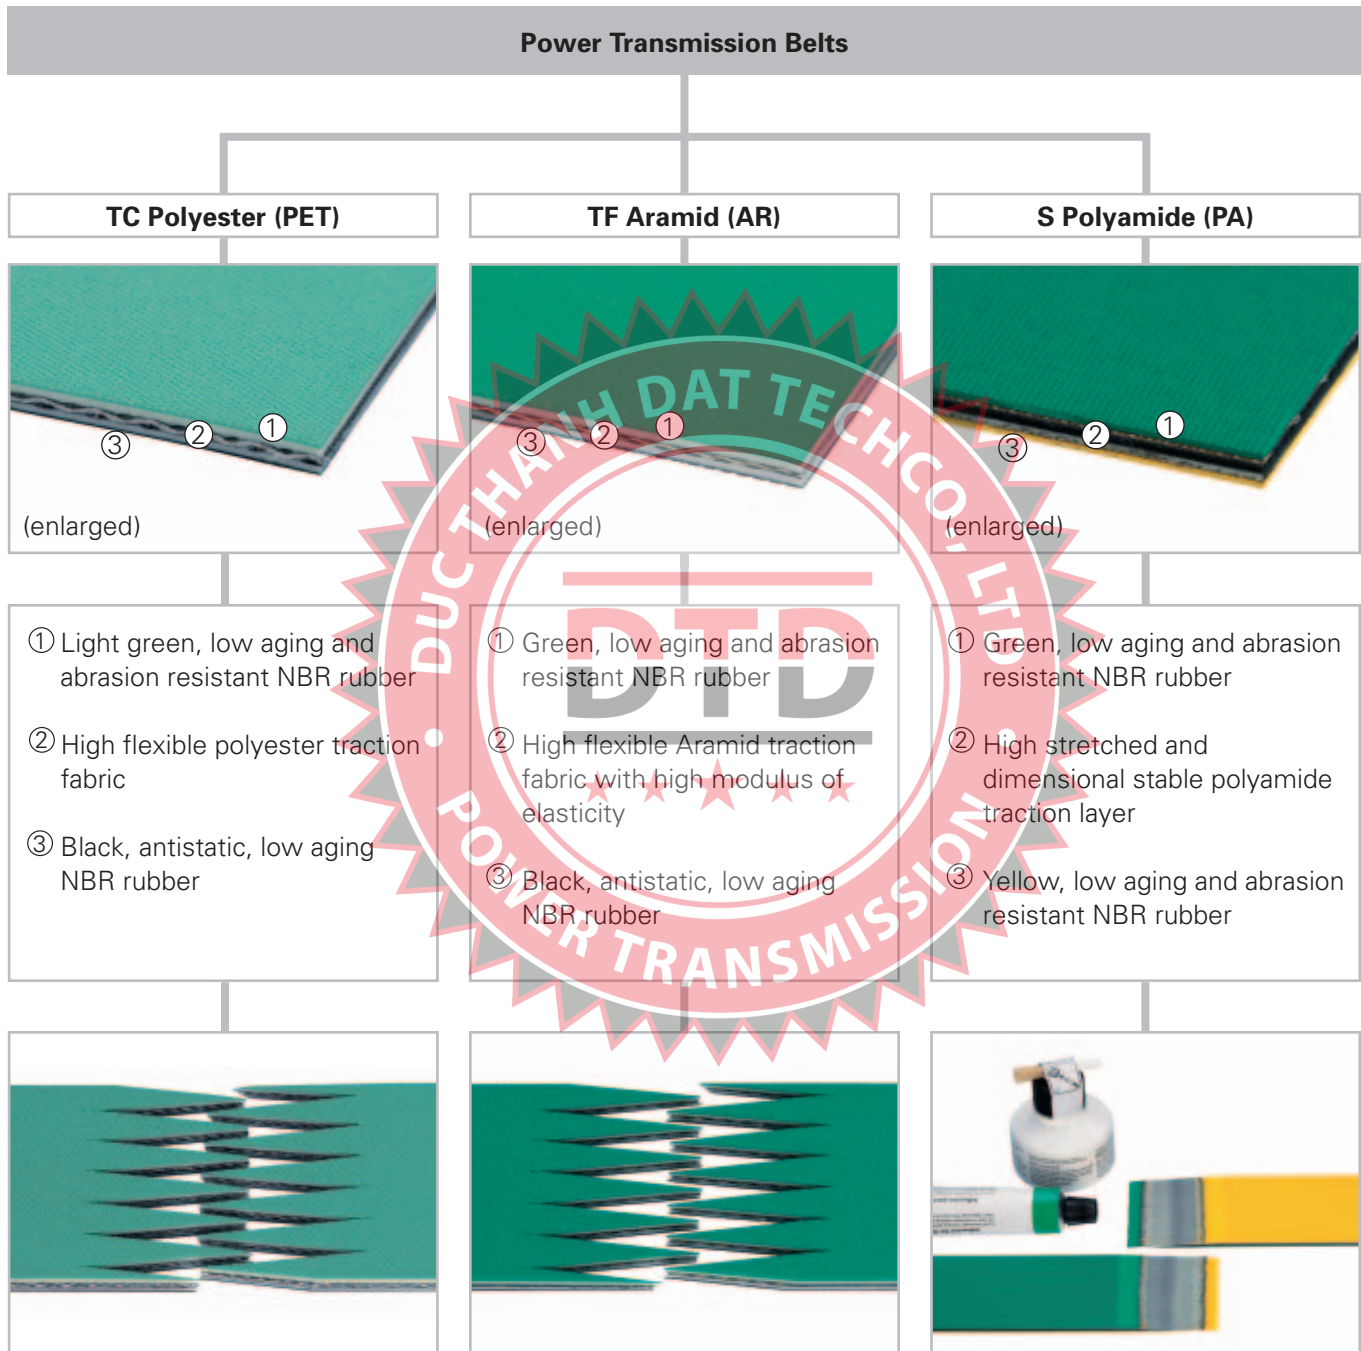 Power Transmission Belts
TC Polyester (PET)
TF Aramid (AR)
S Polyamide (PA)
① ② ③
(enlarged)
① ② ③
(enlarged)
① ② ③
(enlarged)
① Light green, low aging and
abrasion resistant NBR rubber
② High flexible polyester traction
fabric
③ Black, antistatic, low aging
NBR rubber
① Green, low aging and abrasion
resistant NBR rubber
② High flexible Aramid traction
fabric with high modulus of
elasticity
③ Black, antistatic, low aging
NBR rubber
① Green, low aging and abrasion
resistant NBR rubber
② High stretched and
dimensional stable polyamide
traction layer
③ Yellow, low aging and abrasion
resistant NBR rubber
DUC THANH DAT TECHCO, LTD
DTD
POWER TRANSMISSION